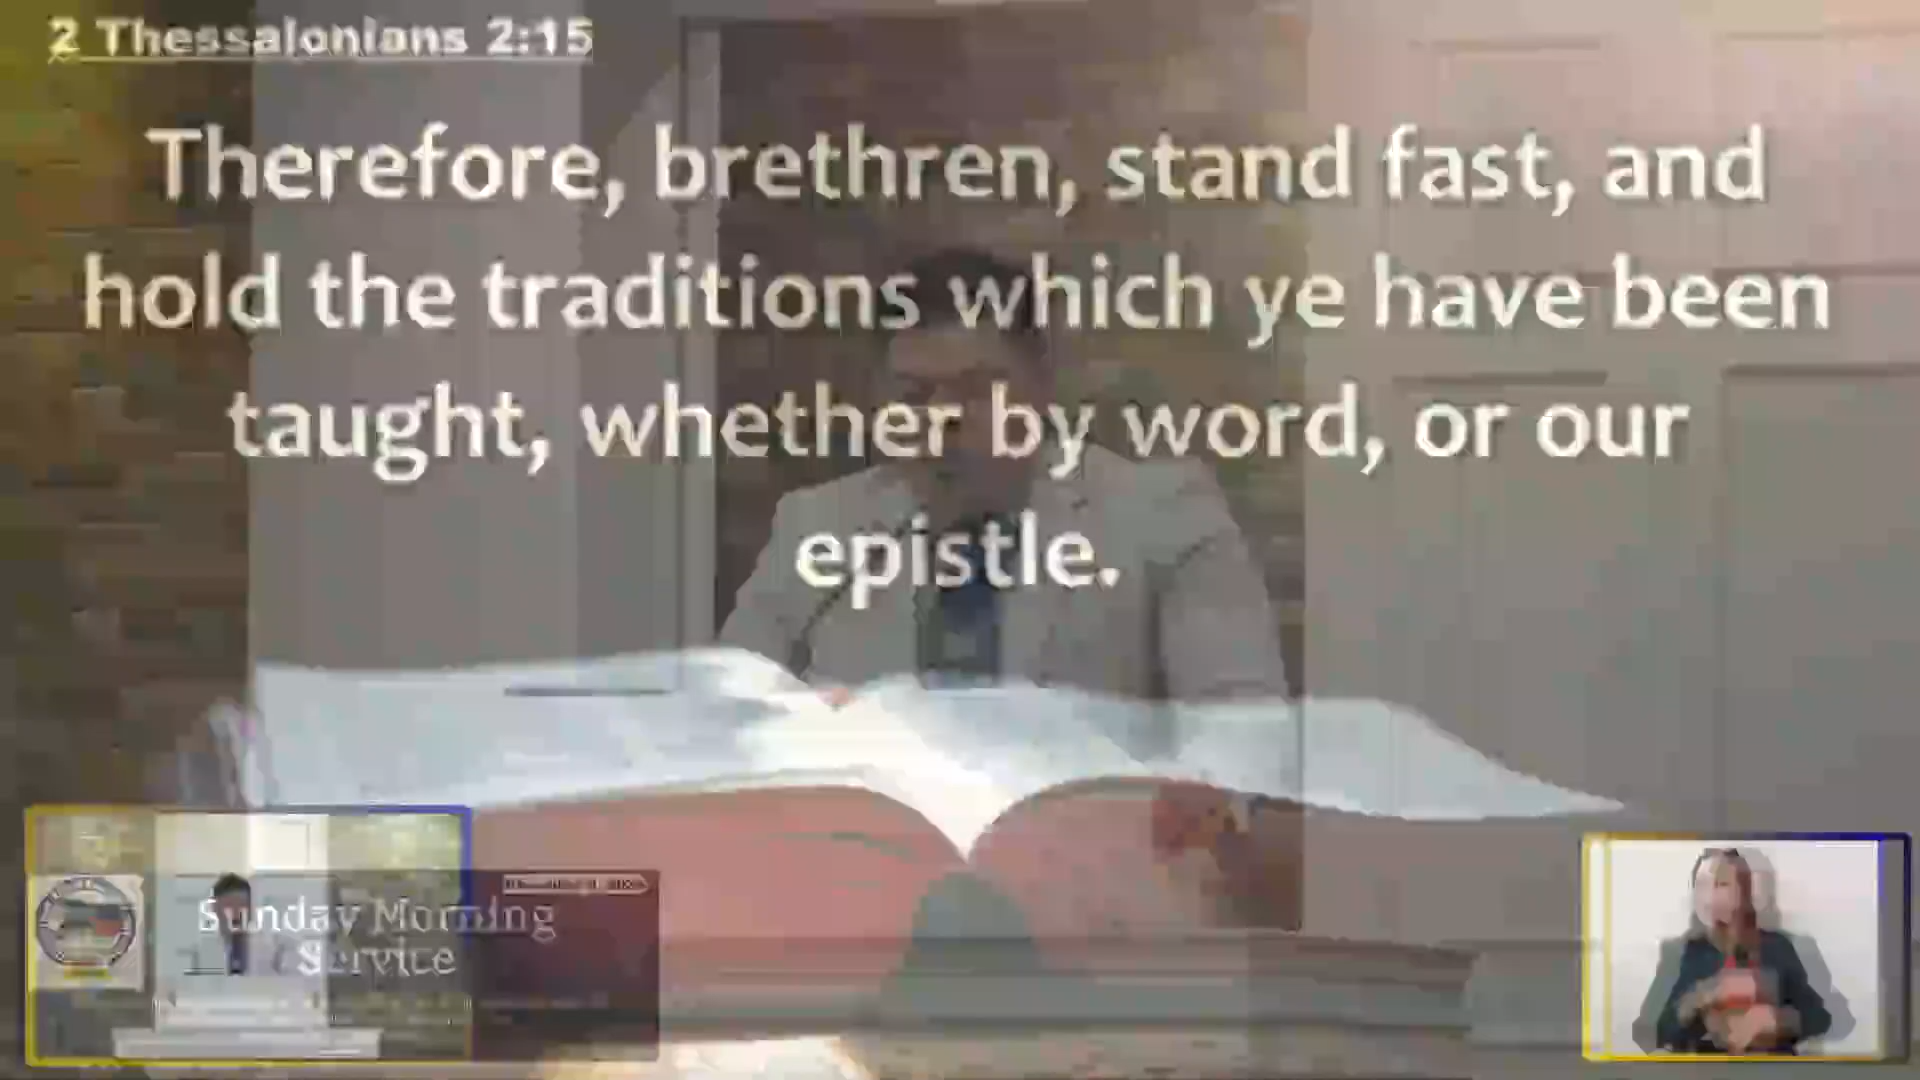 2 Thessalonians 2:15
Therefore, brethren, stand fast, and
hold the traditions which ye have been
taught, whether by word, or our
epistle.
Sunday Morning
Service